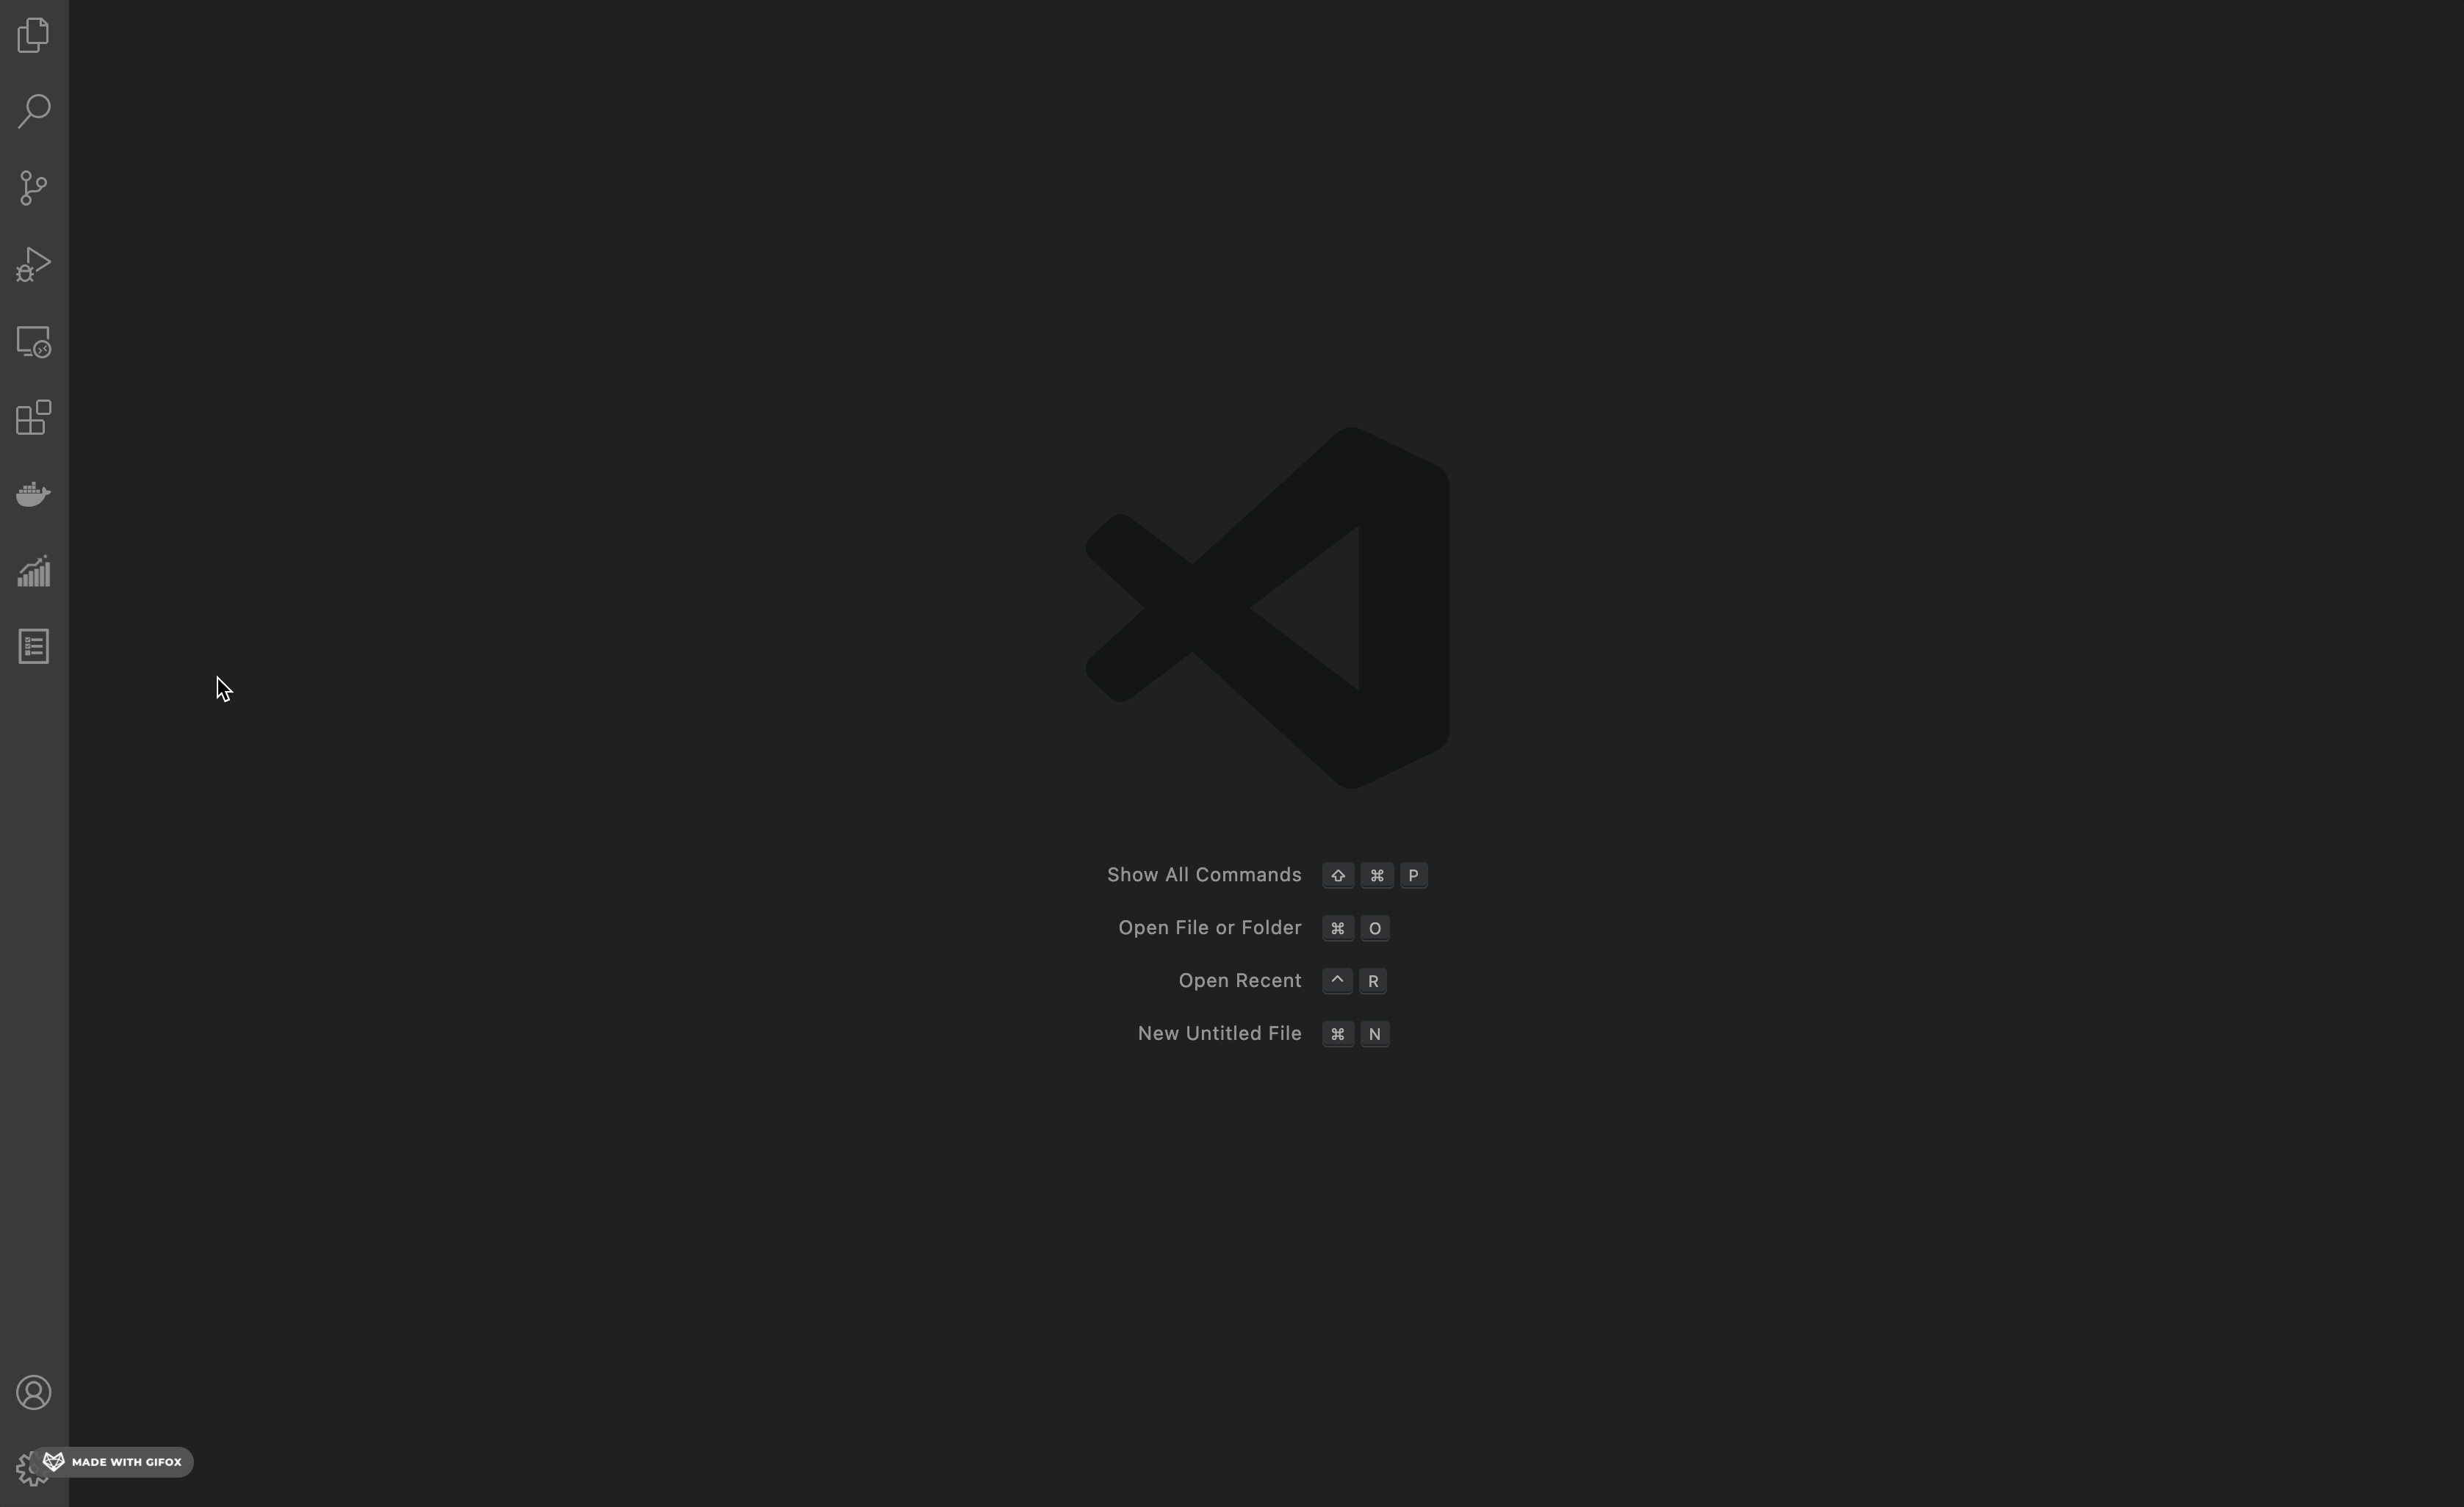 Show All Commands ⇧ ⌘ P
Open File or Folder ⌘ O
Open Recent ^ R
New Untitled File ⌘ N
MADE WITH GIFOX